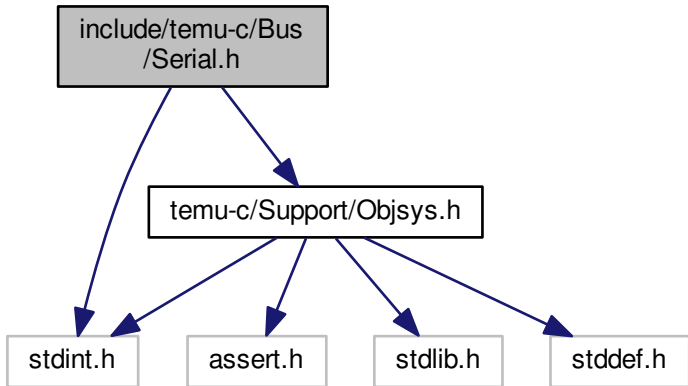 include/temu-c/Bus
/Serial.h
temu-c/Support/Objsys.h
stdint.h
assert.h
stdlib.h
stddef.h